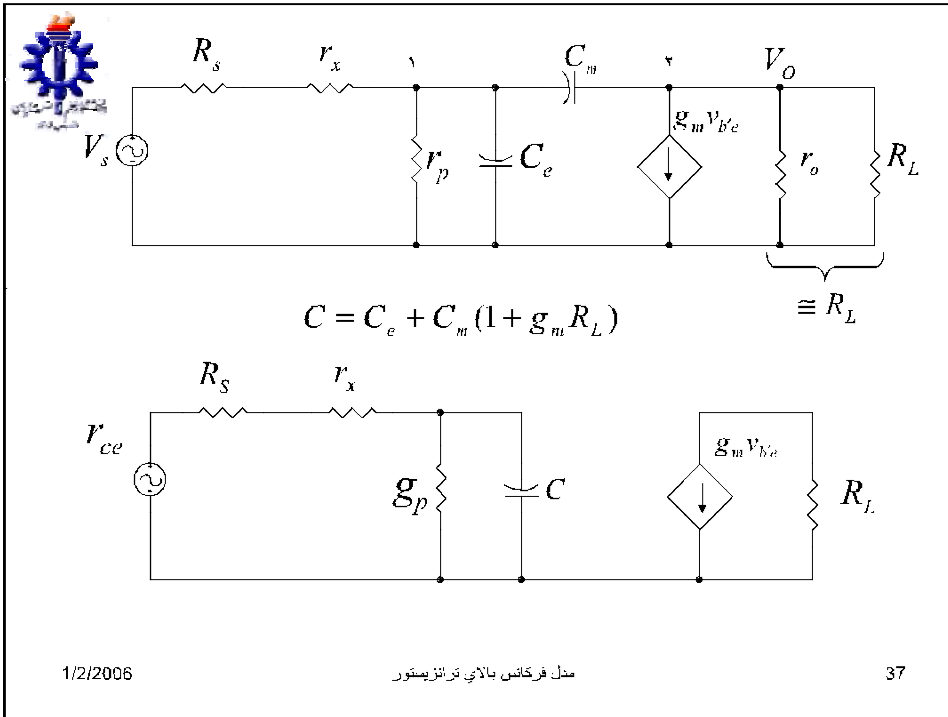 R_s r_x ۱ C_m ۲ V_O
g_m v_b'e
V_s r_p C_e r_o R_L
≅ R_L
C = C_e + C_m (1 + g_m R_L)
R_S r_x
r_ce g_m v_b'e
g_p C R_L
1/2/2006 مدل فرکانس بالاي ترانزيستور 37